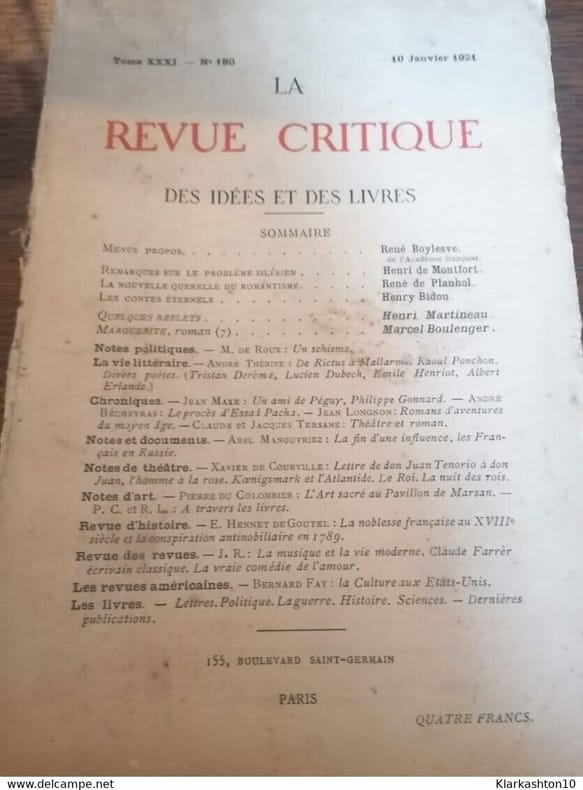 Tome XXXI — N° 180 10 Janvier 1921
LA
REVUE CRITIQUE
DES IDÉES ET DES LIVRES
SOMMAIRE
MENUS PROPOS. . . . . . . . . . . . . René Boylesve.
de l'Académie française.
REMARQUES SUR LE PROBLÈME SILÉSIEN . . . . . Henri de Montfort.
LA NOUVELLE QUERELLE DU ROMANTISME. . . . . René de Planhol.
LES CONTES ÉTERNELS . . . . . . . . . Henry Bidou.
QUELQUES REFLETS . . . . . . . . . . Henri Martineau.
MARGUERITE, roman (7) . . . . . . . . . Marcel Boulenger.
Notes politiques. — M. DE ROUX : Un schisme.
La vie littéraire. — ANDRÉ THÉRIVE : De Rictus à Mallarmé. Raoul Ponchon.
Divers poètes. (Tristan Derème, Lucien Dubech, Emile Henriot, Albert
Erlande.)
Chroniques. — JEAN MAXE : Un ami de Péguy, Philippe Gonnard. — ANDRÉ
BÉCHEYRAS : Le procès d'Essad Pacha. — JEAN LONGNON : Romans d'aventures
du moyen âge. — CLAUDE et JACQUES TERSANE : Théâtre et roman.
Notes et documents. — ABEL MANOUVRIEZ : La fin d'une influence, les Fran-
çais en Russie.
Notes de théâtre. — XAVIER DE COURVILLE : Lettre de don Juan Tenorio à don
Juan, l'homme à la rose. Kœnigsmark et l'Atlantide. Le Roi. La nuit des rois.
Notes d'art. — PIERRE DU COLOMBIER : L'Art sacré au Pavillon de Marsan. —
P. C. et R. L. : A travers les livres.
Revue d'histoire. — E. HENNET DE GOUTEL : La noblesse française au XVIIIe
siècle et la conspiration antinobiliaire en 1789.
Revue des revues. — J. R. : La musique et la vie moderne. Claude Farrèr
écrivain classique. La vraie comédie de l'amour.
Les revues américaines. — BERNARD FAY : la Culture aux Etats-Unis.
Les livres. — Lettres. Politique. La guerre. Histoire. Sciences. — Dernières
publications.
155, BOULEVARD SAINT-GERMAIN
PARIS
QUATRE FRANCS.
www.delcampe.net Klarkashton10